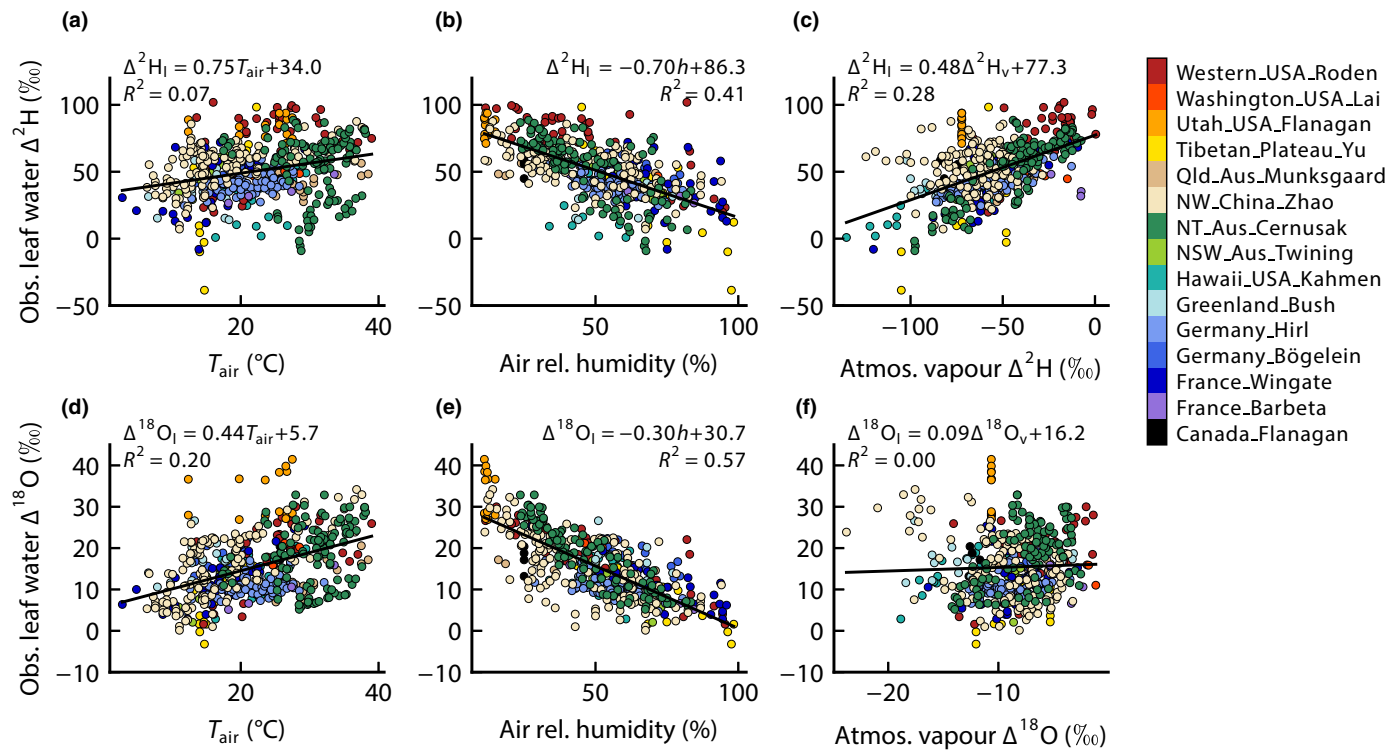 (a)
Δ²Hₗ = 0.75T_air+34.0
R² = 0.07
Obs. leaf water Δ²H (‰)
100
50
0
−50
20
40
T_air (°C)
(b)
Δ²Hₗ = −0.70h+86.3
R² = 0.41
50
100
Air rel. humidity (%)
(c)
Δ²Hₗ = 0.48Δ²Hᵥ+77.3
R² = 0.28
−100
−50
0
Atmos. vapour Δ²H (‰)
(d)
Δ¹⁸Oₗ = 0.44T_air+5.7
R² = 0.20
Obs. leaf water Δ¹⁸O (‰)
40
30
20
10
0
−10
20
40
T_air (°C)
(e)
Δ¹⁸Oₗ = −0.30h+30.7
R² = 0.57
50
100
Air rel. humidity (%)
(f)
Δ¹⁸Oₗ = 0.09Δ¹⁸Oᵥ+16.2
R² = 0.00
−20
−10
Atmos. vapour Δ¹⁸O (‰)
Western_USA_Roden
Washington_USA_Lai
Utah_USA_Flanagan
Tibetan_Plateau_Yu
Qld_Aus_Munksgaard
NW_China_Zhao
NT_Aus_Cernusak
NSW_Aus_Twining
Hawaii_USA_Kahmen
Greenland_Bush
Germany_Hirl
Germany_Bögelein
France_Wingate
France_Barbeta
Canada_Flanagan